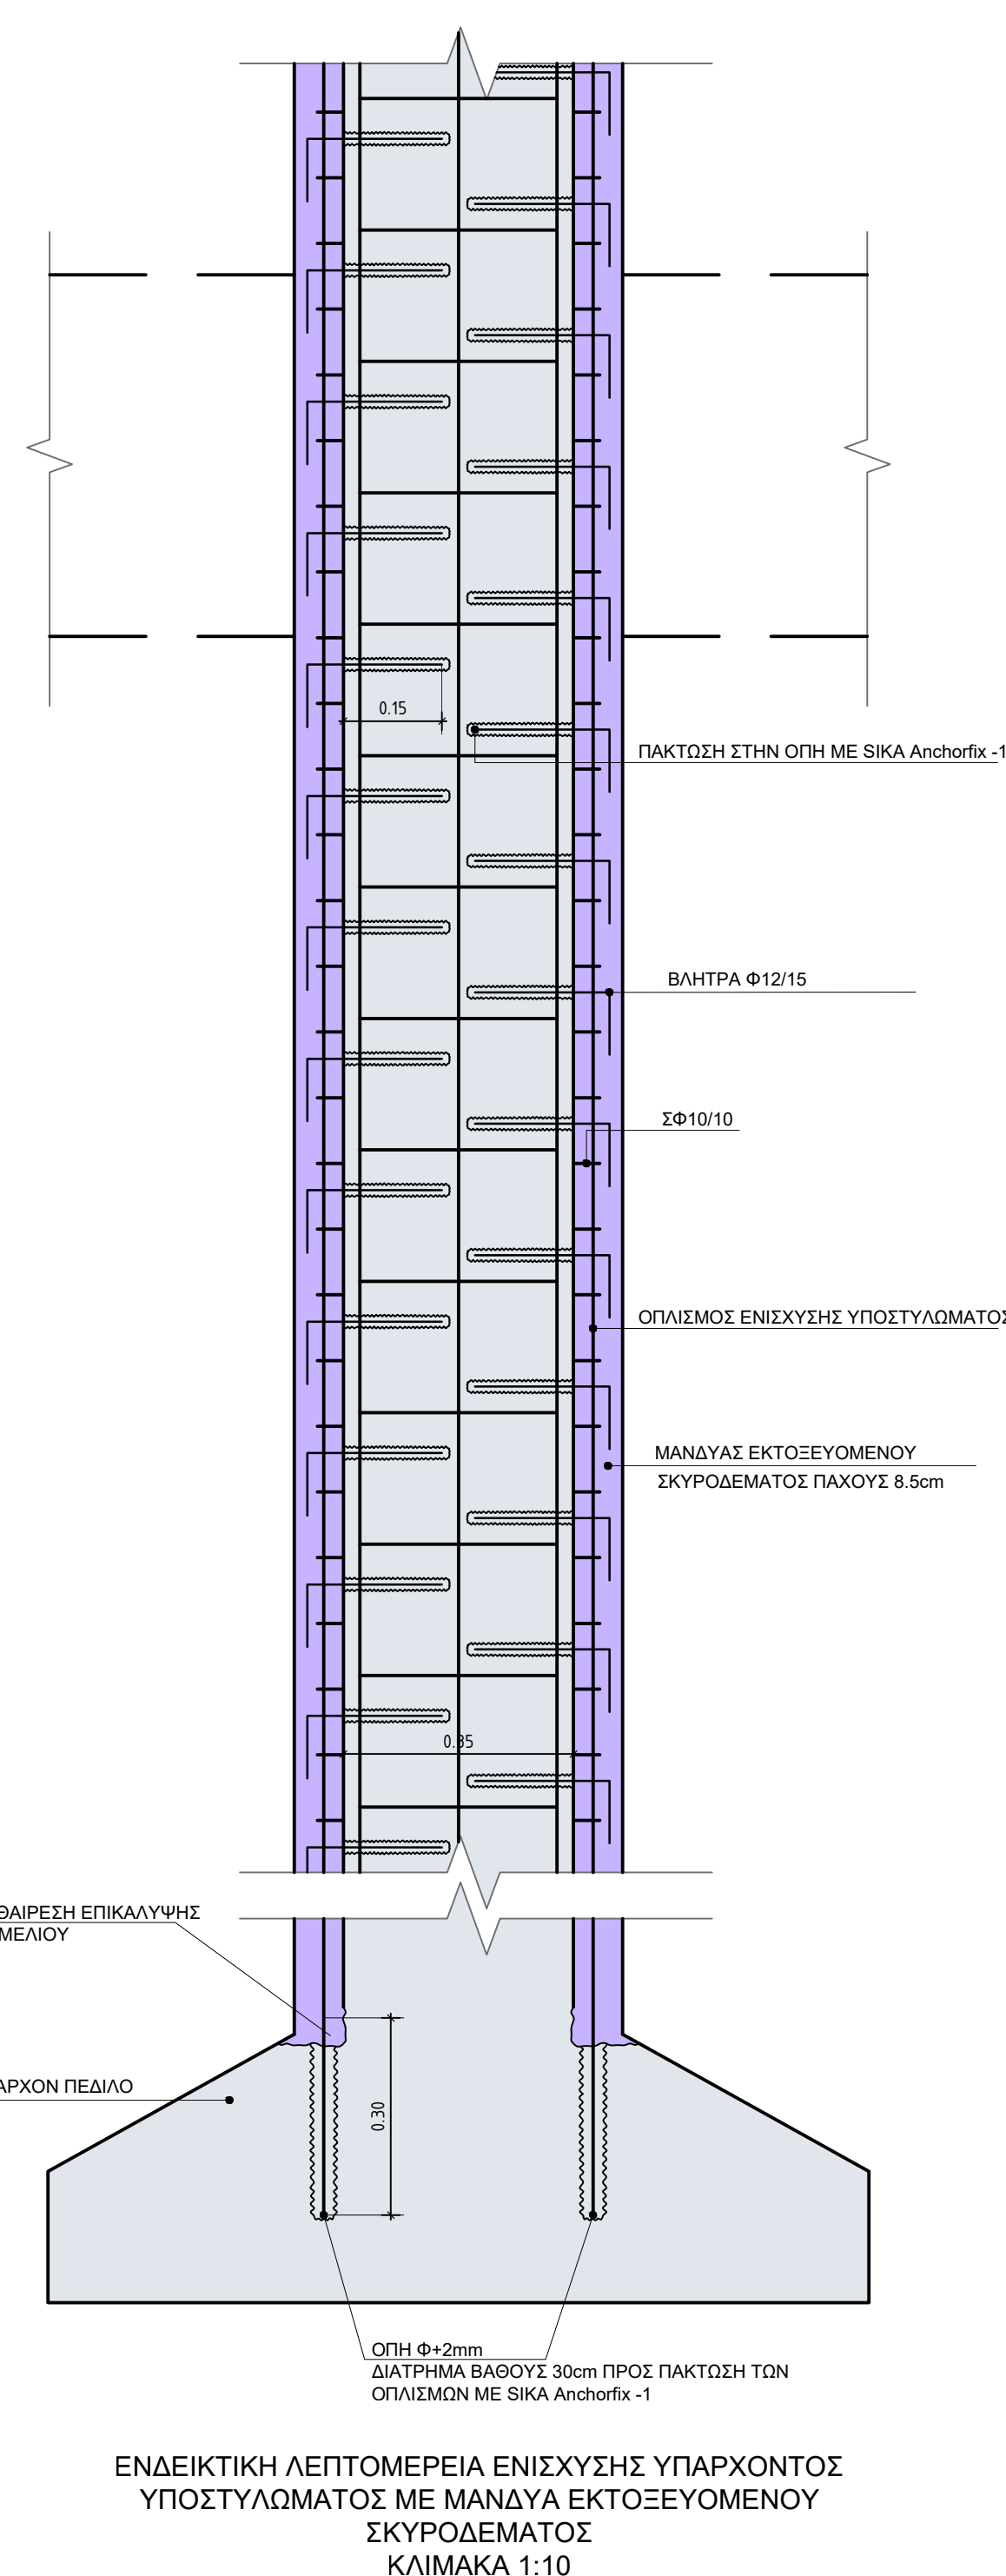 0.15
ΠΑΚΤΩΣΗ ΣΤΗΝ ΟΠΗ ΜΕ SIKA Anchorfix -1
ΒΛΗΤΡΑ Φ12/15
ΣΦ10/10
ΟΠΛΙΣΜΟΣ ΕΝΙΣΧΥΣΗΣ ΥΠΟΣΤΥΛΩΜΑΤΟΣ
ΜΑΝΔΥΑΣ ΕΚΤΟΞΕΥΟΜΕΝΟΥ
ΣΚΥΡΟΔΕΜΑΤΟΣ ΠΑΧΟΥΣ 8.5cm
0.35
ΘΑΙΡΕΣΗ ΕΠΙΚΑΛΥΨΗΣ
ΜΕΛΙΟΥ
0.30
ΑΡΧΟΝ ΠΕΔΙΛΟ
ΟΠΗ Φ+2mm
ΔΙΑΤΡΗΜΑ ΒΑΘΟΥΣ 30cm ΠΡΟΣ ΠΑΚΤΩΣΗ ΤΩΝ
ΟΠΛΙΣΜΩΝ ΜΕ SIKA Anchorfix -1
ΕΝΔΕΙΚΤΙΚΗ ΛΕΠΤΟΜΕΡΕΙΑ ΕΝΙΣΧΥΣΗΣ ΥΠΑΡΧΟΝΤΟΣ
ΥΠΟΣΤΥΛΩΜΑΤΟΣ ΜΕ ΜΑΝΔΥΑ ΕΚΤΟΞΕΥΟΜΕΝΟΥ
ΣΚΥΡΟΔΕΜΑΤΟΣ
ΚΛΙΜΑΚΑ 1:10